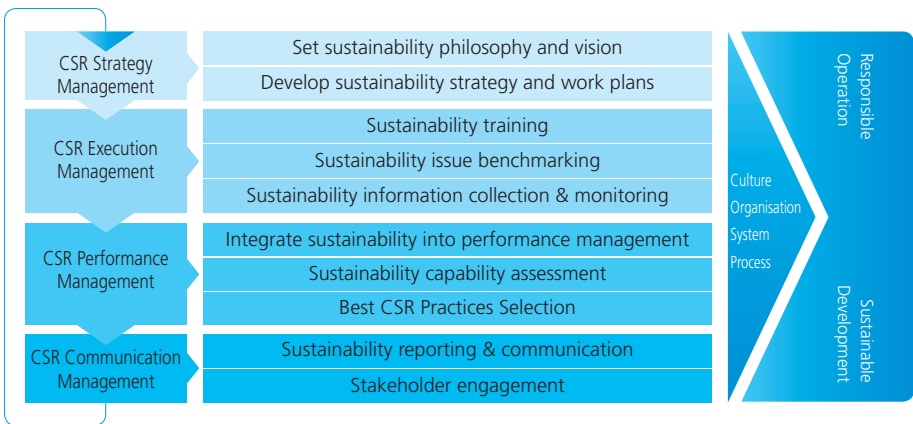 CSR Strategy
Management
Set sustainability philosophy and vision
Develop sustainability strategy and work plans
CSR Execution
Management
Sustainability training
Sustainability issue benchmarking
Sustainability information collection & monitoring
CSR Performance
Management
Integrate sustainability into performance management
Sustainability capability assessment
Best CSR Practices Selection
CSR Communication
Management
Sustainability reporting & communication
Stakeholder engagement
Culture
Organisation
System
Process
Responsible
Operation
Sustainable
Development